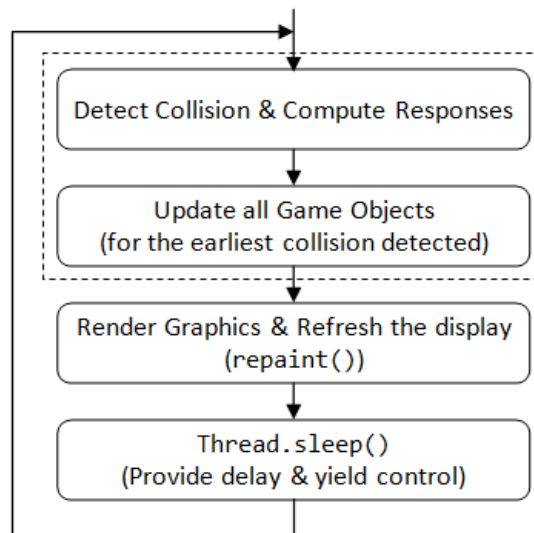 Detect Collision & Compute Responses
Update all Game Objects
(for the earliest collision detected)
Render Graphics & Refresh the display
(repaint())
Thread.sleep()
(Provide delay & yield control)